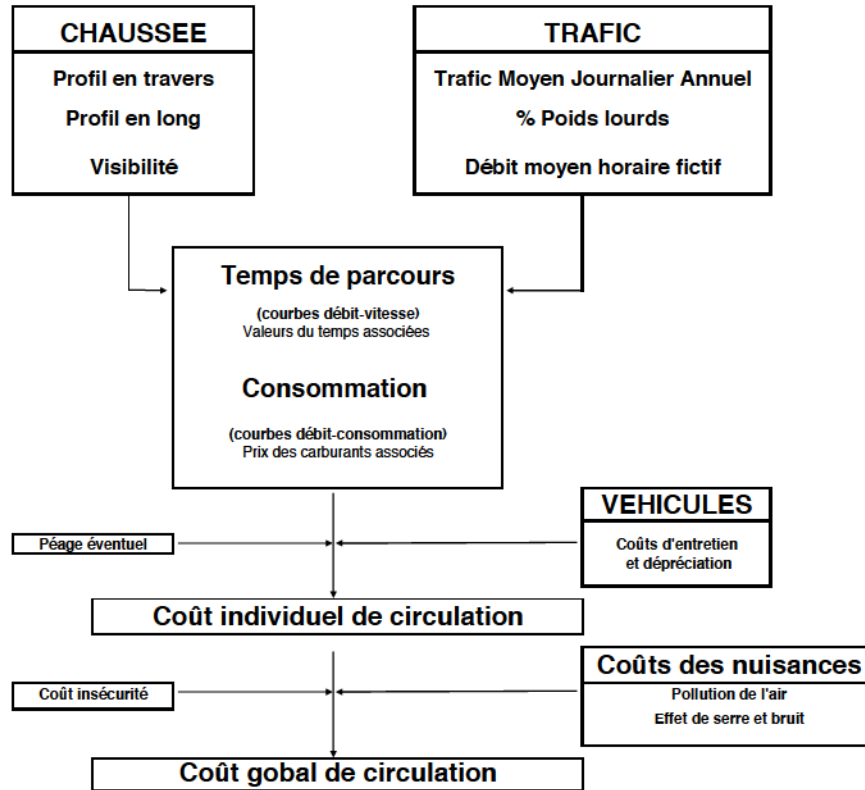 CHAUSSEE
Profil en travers
Profil en long
Visibilité
TRAFIC
Trafic Moyen Journalier Annuel
% Poids lourds
Débit moyen horaire fictif
Temps de parcours
(courbes débit-vitesse)
Valeurs du temps associées
Consommation
(courbes débit-consommation)
Prix des carburants associés
Péage éventuel
VEHICULES
Coûts d'entretien
et dépréciation
Coût individuel de circulation
Coût insécurité
Coûts des nuisances
Pollution de l'air
Effet de serre et bruit
Coût gobal de circulation